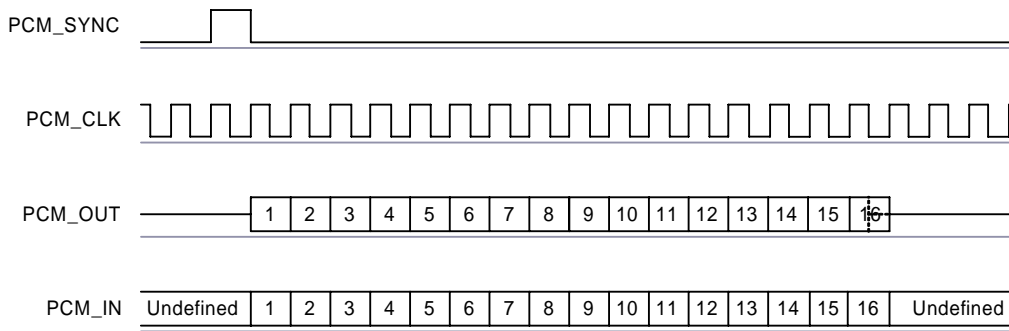 PCM_SYNC
PCM_CLK
PCM_OUT 1 2 3 4 5 6 7 8 9 10 11 12 13 14 15 16
PCM_IN Undefined 1 2 3 4 5 6 7 8 9 10 11 12 13 14 15 16 Undefined